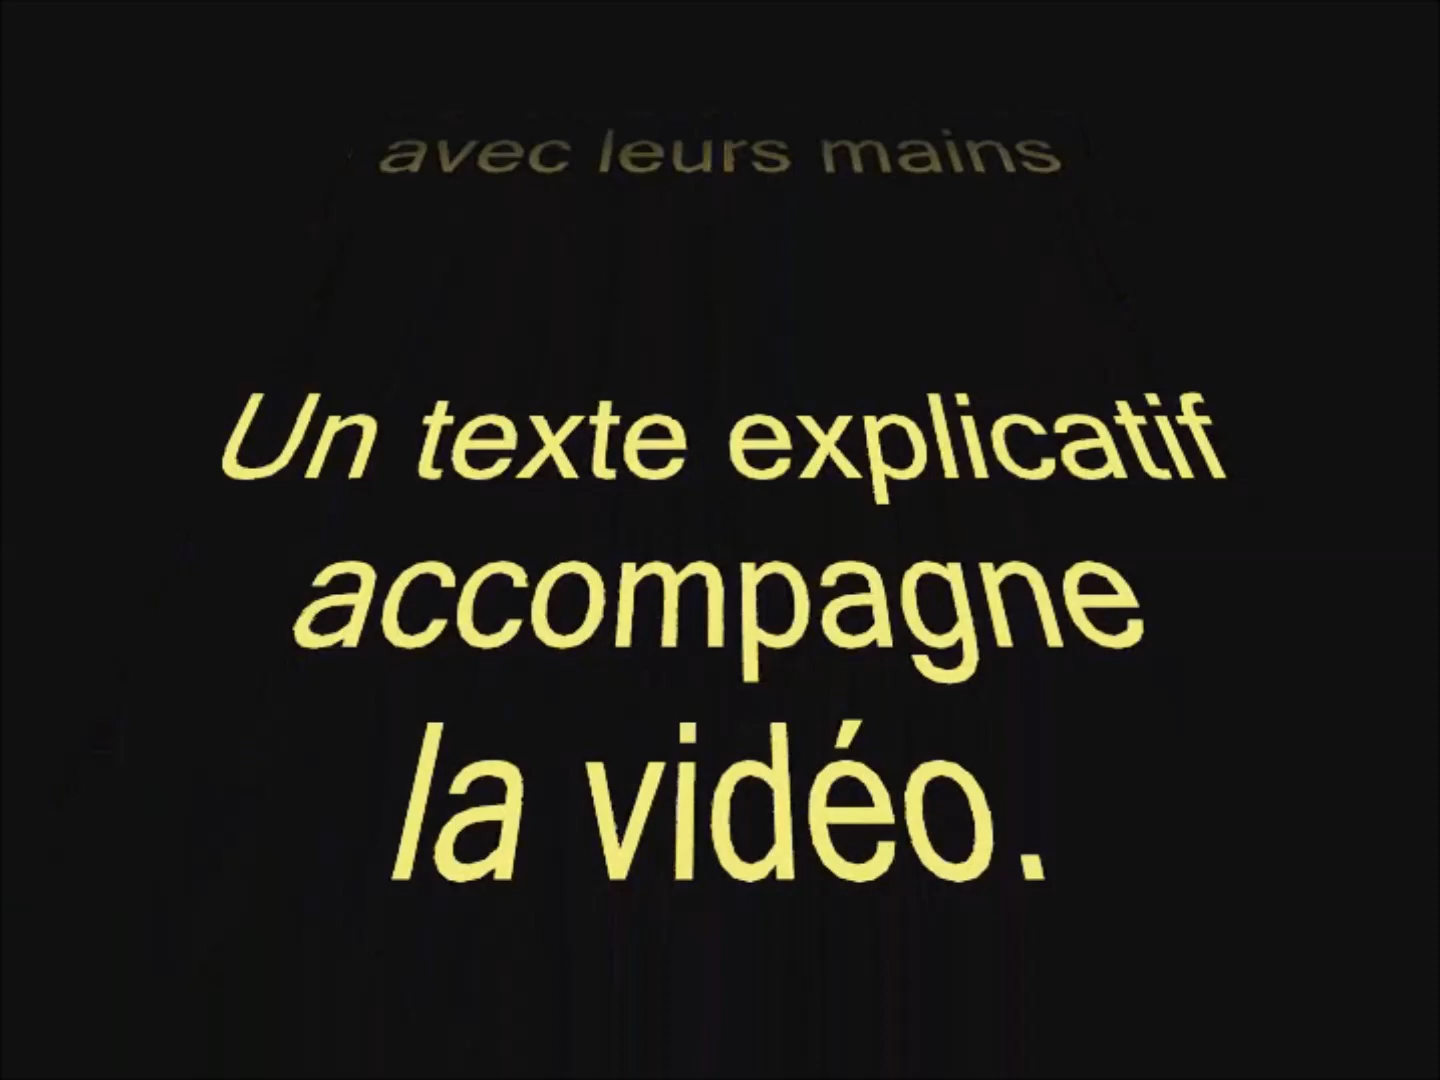 avec leurs mains
Un texte explicatif
accompagne
la vidéo.